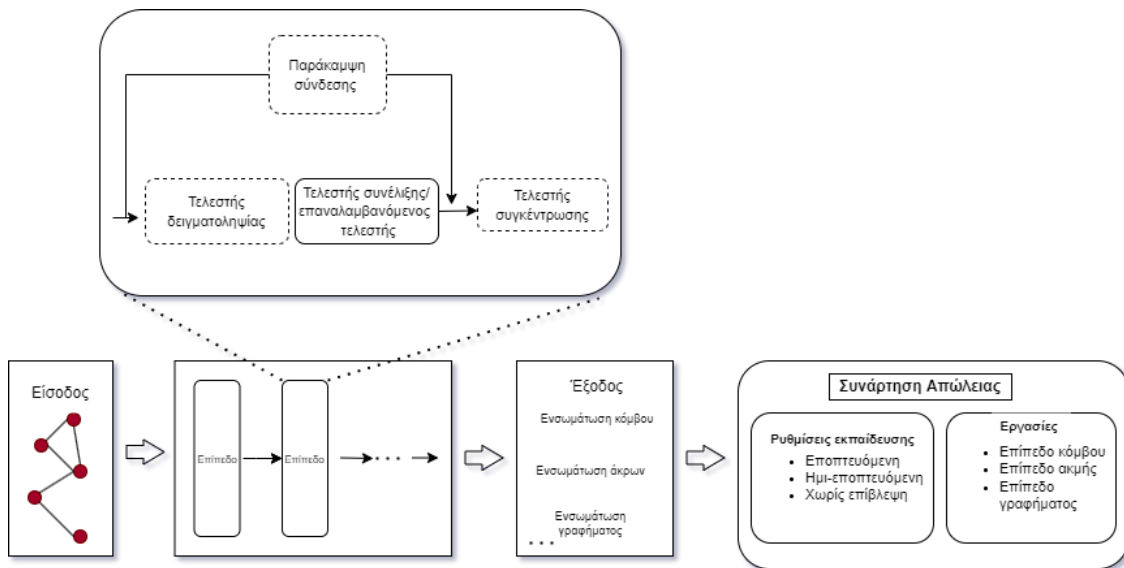 Παράκαμψη
σύνδεσης
Τελεστής
δειγματοληψίας
Τελεστής συνέλιξης/
επαναλαμβανόμενος
τελεστής
Τελεστής
συγκέντρωσης
Είσοδος
Επίπεδο
Επίπεδο
Έξοδος
Ενσωμάτωση κόμβου
Ενσωμάτωση άκρων
Ενσωμάτωση
γραφήματος
Συνάρτηση Απώλειας
Ρυθμίσεις εκπαίδευσης
Εποπτευόμενη
Ημι-εποπτευόμενη
Χωρίς επίβλεψη
Εργασίες
Επίπεδο κόμβου
Επίπεδο ακμής
Επίπεδο
γραφήματος